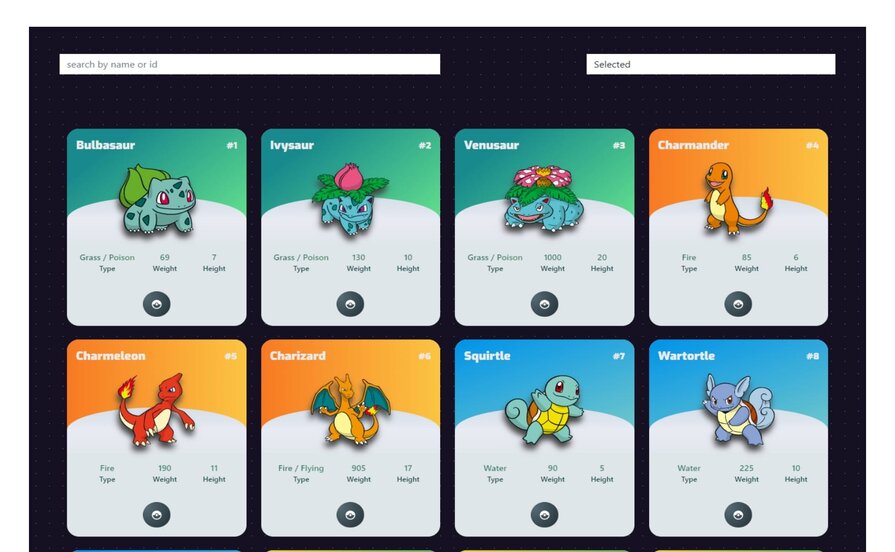 search by name or id
Selected
Bulbasaur #1
Grass / Poison 69 7
Type Weight Height
Ivysaur #2
Grass / Poison 130 10
Type Weight Height
Venusaur #3
Grass / Poison 1000 20
Type Weight Height
Charmander #4
Fire 85 6
Type Weight Height
Charmeleon #5
Fire 190 11
Type Weight Height
Charizard #6
Fire / Flying 905 17
Type Weight Height
Squirtle #7
Water 90 5
Type Weight Height
Wartortle #8
Water 225 10
Type Weight Height